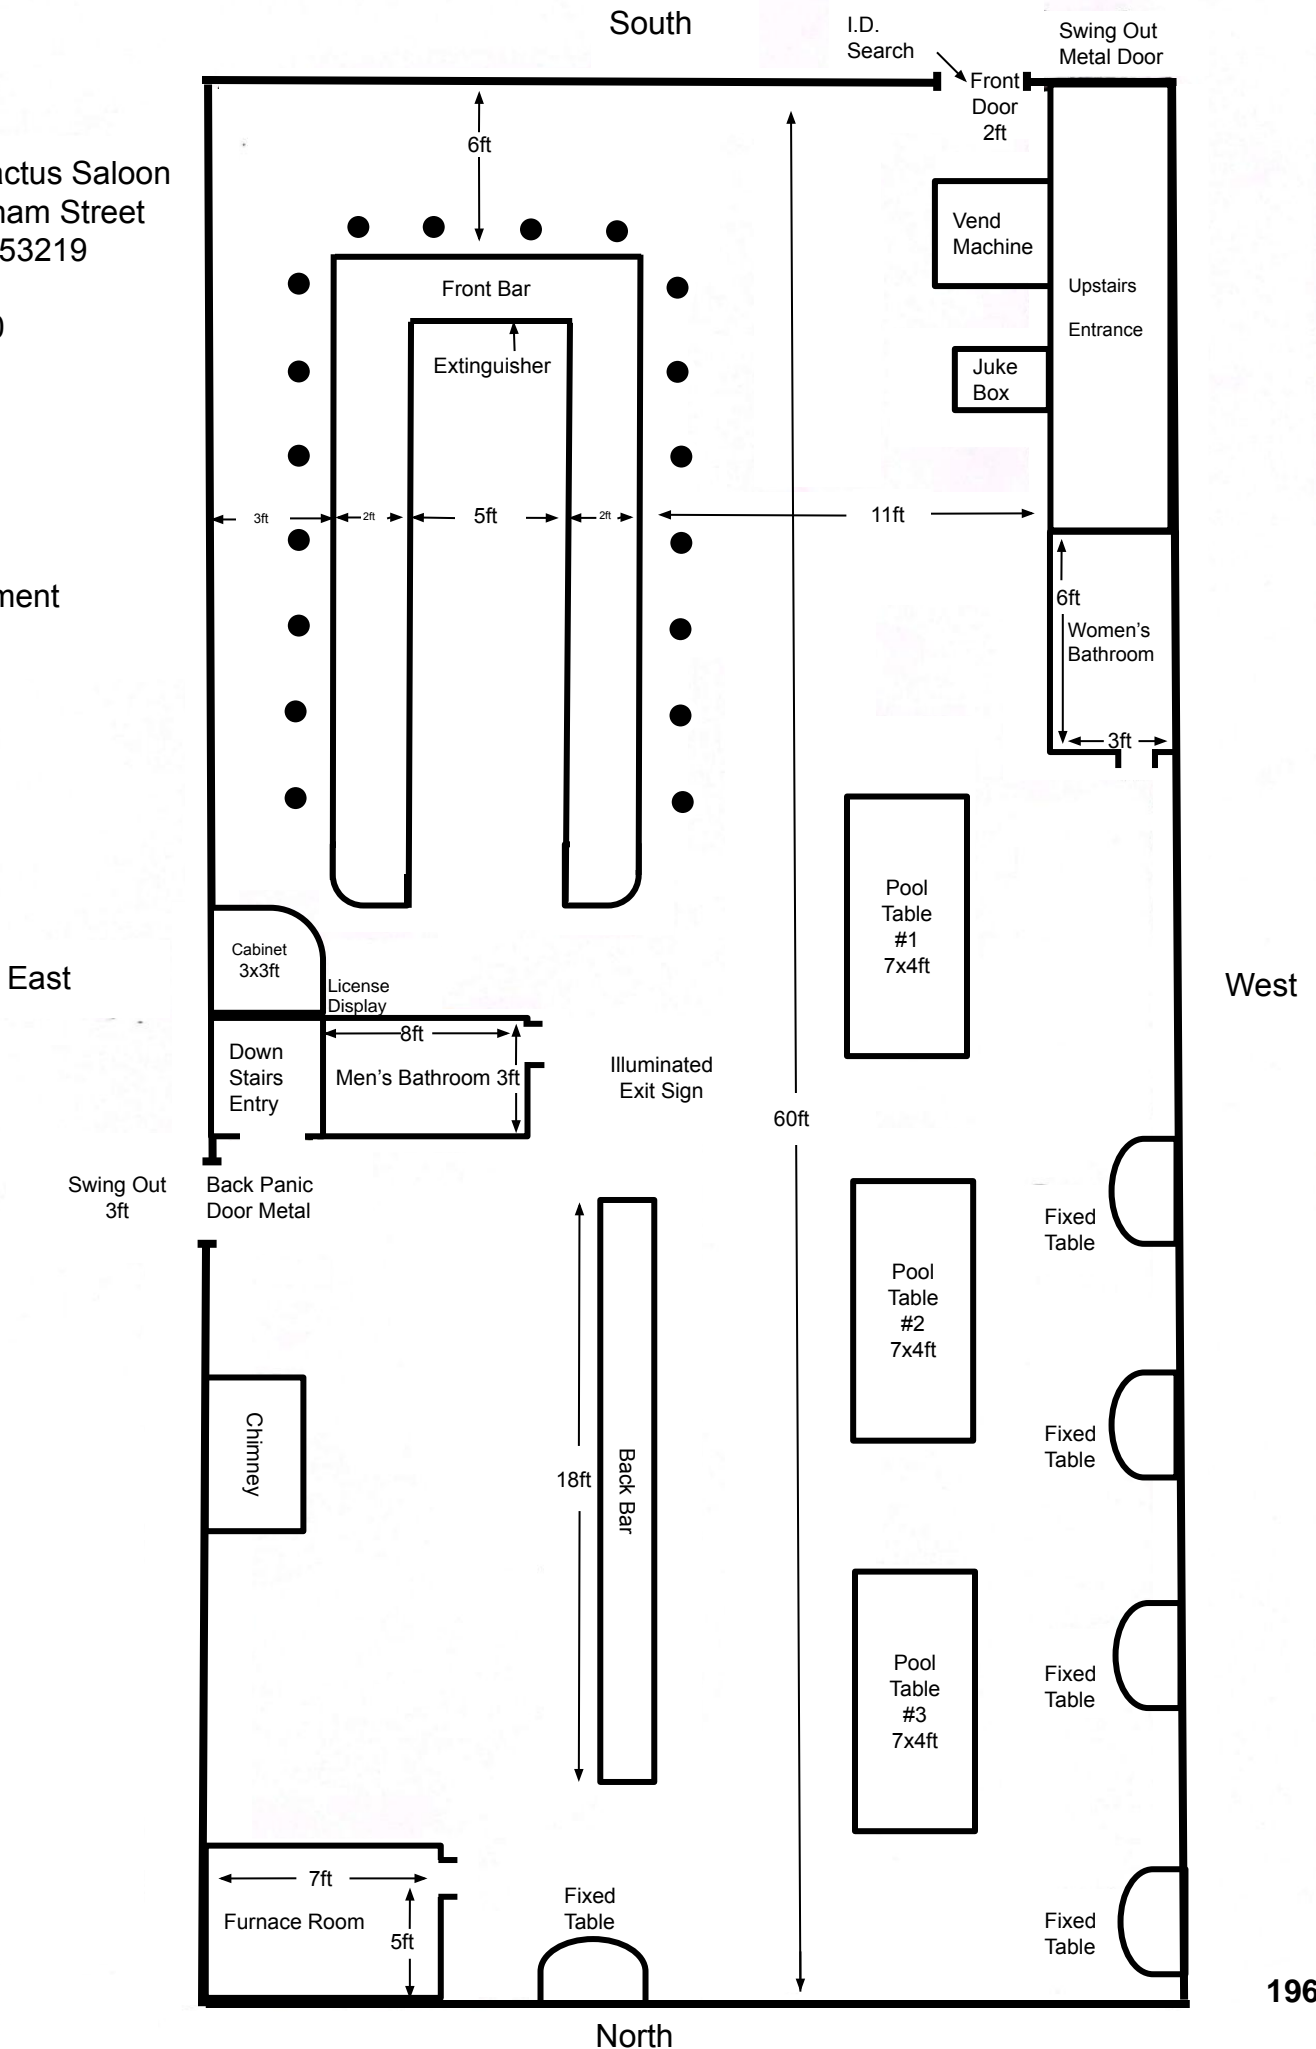 South
I.D.
Search
Swing Out
Metal Door
Front
Door
2ft
6ft
actus Saloon
ham Street
53219
Vend
Machine
Front Bar
Upstairs
Entrance
Extinguisher
Juke
Box
3ft
2ft
5ft
2ft
11ft
ment
6ft
Women's
Bathroom
3ft
Pool
Table
#1
7x4ft
Cabinet
3x3ft
East
License
Display
West
8ft
Down
Stairs
Entry
Men's Bathroom 3ft
Illuminated
Exit Sign
60ft
Swing Out
3ft
Back Panic
Door Metal
Fixed
Table
Pool
Table
#2
7x4ft
Chimney
18ft
Back Bar
Fixed
Table
Pool
Table
#3
7x4ft
Fixed
Table
7ft
Furnace Room
5ft
Fixed
Table
Fixed
Table
196
North